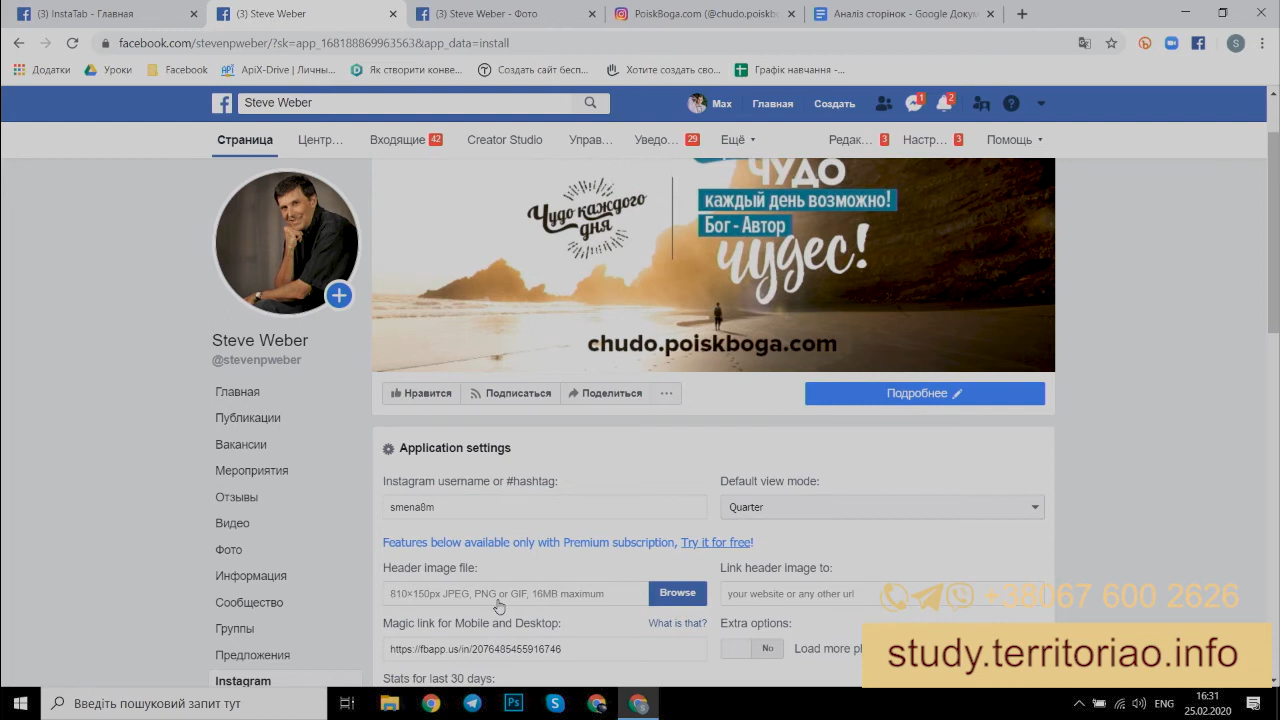 (3) InstaTab - Главная
(3) Steve Weber
(3) Steve Weber - Фото
PoiskBoga.com (@chudo.poiskb
Аналіз сторінок - Google Докум
facebook.com/stevenpweber/?sk=app_168188869963563&app_data=install
S
Додатки
Уроки
Facebook
ApiX-Drive | Личны...
Як створити конве...
Создать сайт бесп...
Хотите создать сво...
Графік навчання -...
Steve Weber
Max
Главная
Создать
1
2
Страница
Центр...
Входящие 42
Creator Studio
Управ...
Уведо... 29
Ещё
Редак... 3
Настр... 3
Помощь
Чудо каждого дня
ЧУДО
каждый день возможно!
Бог - Автор
чудес!
chudo.poiskboga.com
Steve Weber
@stevenpweber
Нравится
Подписаться
Поделиться
...
Подробнее
Главная
Публикации
Вакансии
Мероприятия
Отзывы
Видео
Фото
Информация
Сообщество
Группы
Предложения
Instagram
Application settings
Instagram username or #hashtag:
Default view mode:
smena8m
Quarter
Features below available only with Premium subscription, Try it for free!
Header image file:
Link header image to:
810×150px JPEG, PNG or GIF, 16MB maximum
Browse
your website or any other url
Magic link for Mobile and Desktop:
What is that?
Extra options:
https://fbapp.us/in/2076485455916746
No
Load more ph
Stats for last 30 days:
+38067 600 2626
study.territoriao.info
Введіть пошуковий запит тут
Ps
ENG
16:31
25.02.2020